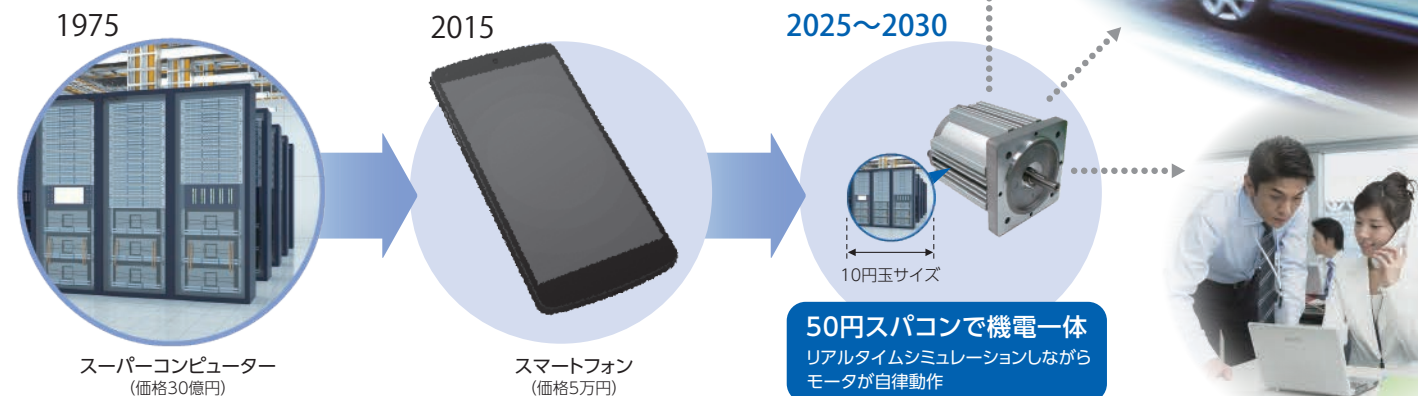 1975
2015
2025～2030
10円玉サイズ
スーパーコンピューター
(価格30億円)
スマートフォン
(価格5万円)
50円スパコンで機電一体
リアルタイムシミュレーションしながら
モータが自律動作